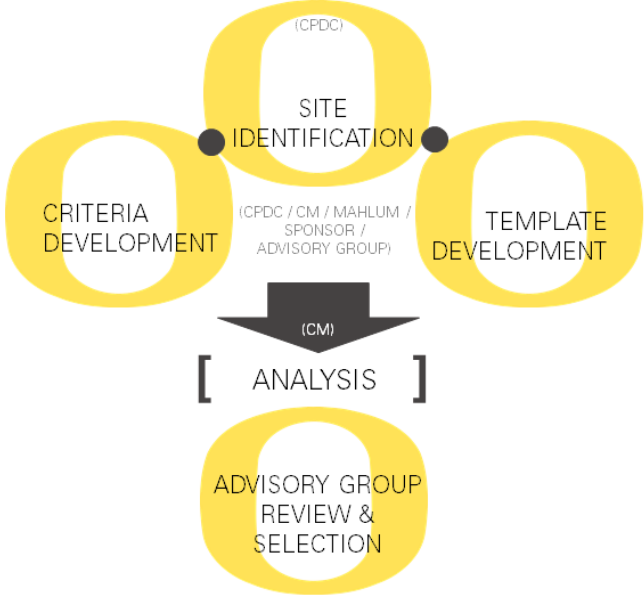 (CPDC)
SITE
IDENTIFICATION
CRITERIA
DEVELOPMENT
(CPDC / CM / MAHLUM /
SPONSOR /
ADVISORY GROUP)
TEMPLATE
DEVELOPMENT
(CM)
[ ANALYSIS ]
ADVISORY GROUP
REVIEW &
SELECTION